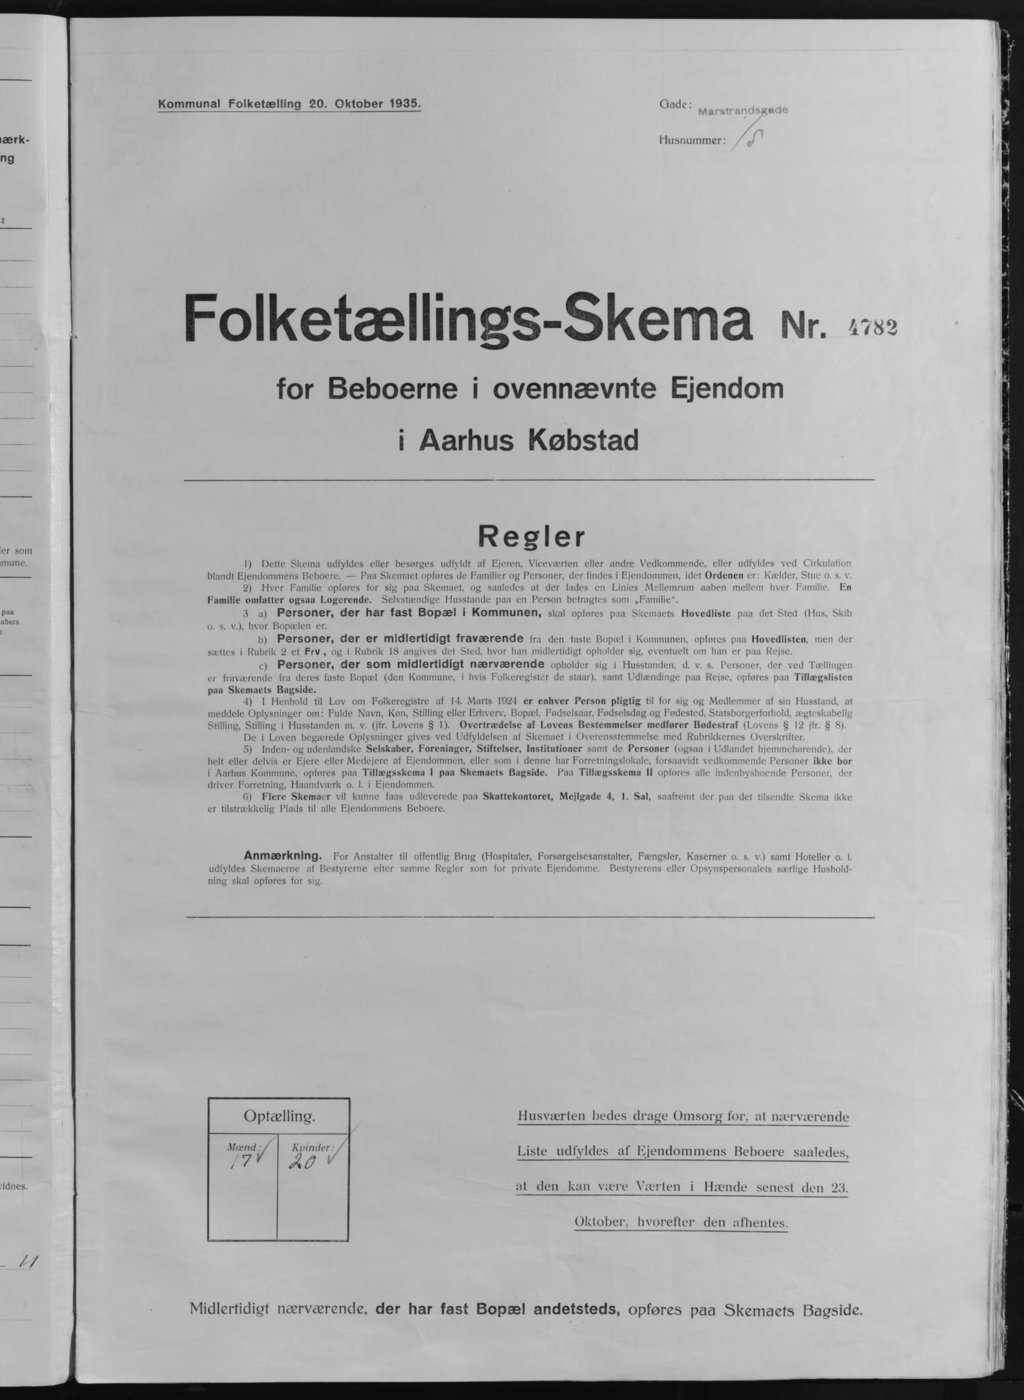 Kommunal Folketælling 20. Oktober 1935.
Gade: Marstrandsgade
Husnummer: 18
Folketællings-Skema Nr. 4782
for Beboerne i ovennævnte Ejendom
i Aarhus Købstad
Regler
1) Dette Skema udfyldes eller besørges udfyldt af Ejeren, Viceværten eller andre Vedkommende, eller udfyldes ved Cirkulation
blandt Ejendommens Beboere. — Paa Skemaet opføres de Familier og Personer, der findes i Ejendommen, idet Ordenen er: Kælder, Stue o. s. v.
2) Hver Familie opføres for sig paa Skemaet, og saaledes at der lades en Linies Mellemrum aaben mellem hver Familie. En
Familie omfatter ogsaa Logerende. Selvstændige Husstande paa en Person betragtes som „Familie".
3 a) Personer, der har fast Bopæl i Kommunen, skal opføres paa Skemaets Hovedliste paa det Sted (Hus, Skib
o. s. v.), hvor Bopælen er.
b) Personer, der er midlertidigt fraværende fra den faste Bopæl i Kommunen, opføres paa Hovedlisten, men der
sættes i Rubrik 2 et Frv., og i Rubrik 18 angives det Sted, hvor han midlertidigt opholder sig, eventuelt om han er paa Rejse.
c) Personer, der som midlertidigt nærværende opholder sig i Husstanden, d. v. s. Personer, der ved Tællingen
er fraværende fra deres faste Bopæl (den Kommune, i hvis Folkeregister de staar), samt Udlændinge paa Rejse, opføres paa Tillægslisten
paa Skemaets Bagside.
4) I Henhold til Lov om Folkeregistre af 14. Marts 1924 er enhver Person pligtig til for sig og Medlemmer af sin Husstand, at
meddele Oplysninger om: Fulde Navn, Køn, Stilling eller Erhverv, Bopæl, Fødselsaar, Fødselsdag og Fødested, Statsborgerforhold, ægteskabelig
Stilling, Stilling i Husstanden m. v. (jfr. Lovens § 1). Overtrædelse af Lovens Bestemmelser medfører Bødestraf (Lovens § 12 jfr. § 8).
De i Loven begærede Oplysninger gives ved Udfyldelsen af Skemaet i Overensstemmelse med Rubrikkernes Overskrifter.
5) Inden- og udenlandske Selskaber, Foreninger, Stiftelser, Institutioner samt de Personer (ogsaa i Udlandet hjemmehørende), der
helt eller delvis er Ejere eller Medejere af Ejendommen, eller som i denne har Forretningslokale, forsaavidt vedkommende Personer ikke bor
i Aarhus Kommune, opføres paa Tillægsskema I paa Skemaets Bagside. Paa Tillægsskema II opføres alle indenbysboende Personer, der
driver Forretning, Haandværk o. l. i Ejendommen.
6) Flere Skemaer vil kunne faas udleverede paa Skattekontoret, Mejlgade 4, 1. Sal, saafremt der paa det tilsendte Skema ikke
er tilstrækkelig Plads til alle Ejendommens Beboere.
Anmærkning. For Anstalter til offentlig Brug (Hospitaler, Forsørgelsesanstalter, Fængsler, Kaserner o. s. v.) samt Hoteller o. l.
udfyldes Skemaerne af Bestyrerne efter samme Regler som for private Ejendomme. Bestyrerens eller Opsynspersonalets særlige Hushold-
ning skal opføres for sig.
Optælling.
Mænd: Kvinder:
17 20
Husværten bedes drage Omsorg for, at nærværende
Liste udfyldes af Ejendommens Beboere saaledes,
at den kan være Værten i Hænde senest den 23.
Oktober, hvorefter den afhentes.
Midlertidigt nærværende, der har fast Bopæl andetsteds, opføres paa Skemaets Bagside.